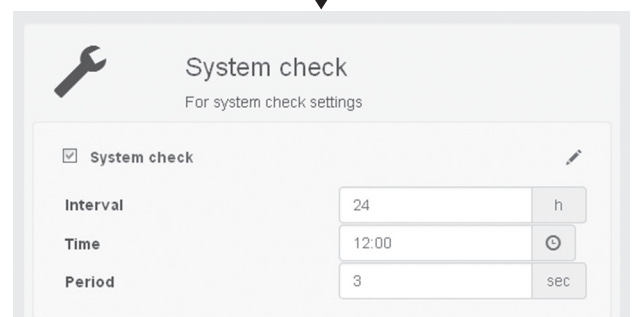 System check
For system check settings
System check
Interval 24 h
Time 12:00
Period 3 sec